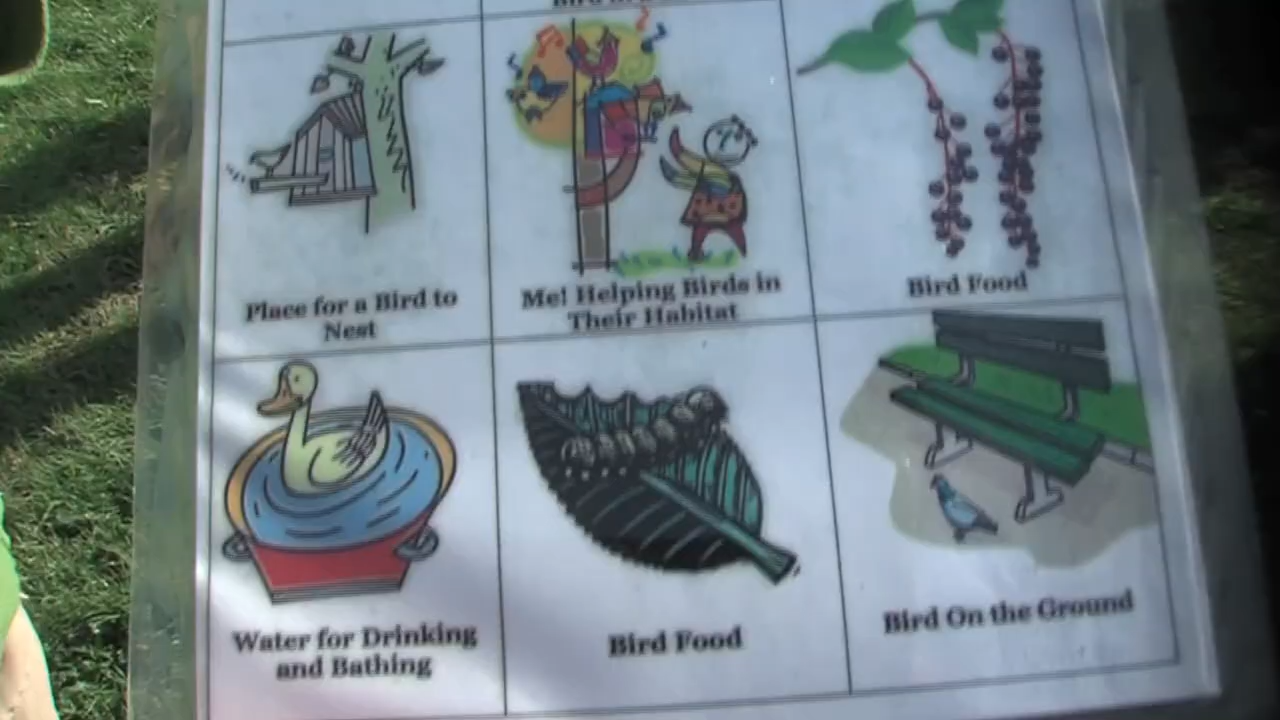 Bird
Place for a Bird to
Nest
Me! Helping Birds in
Their Habitat
Bird Food
Water for Drinking
and Bathing
Bird Food
Bird On the Ground